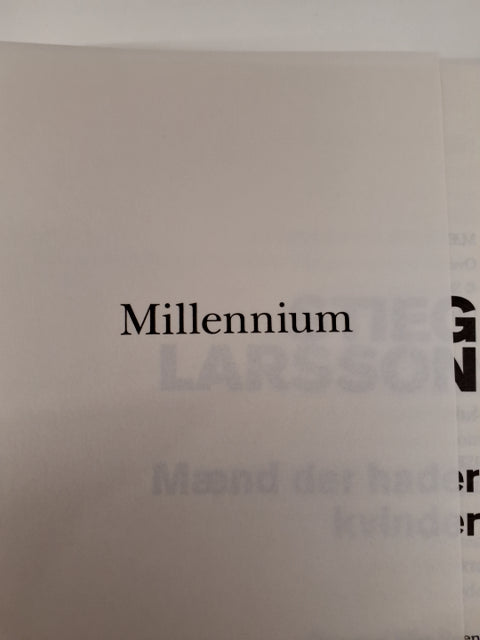 Millennium
STIEG
LARSSON
Mænd der hader
kvinder